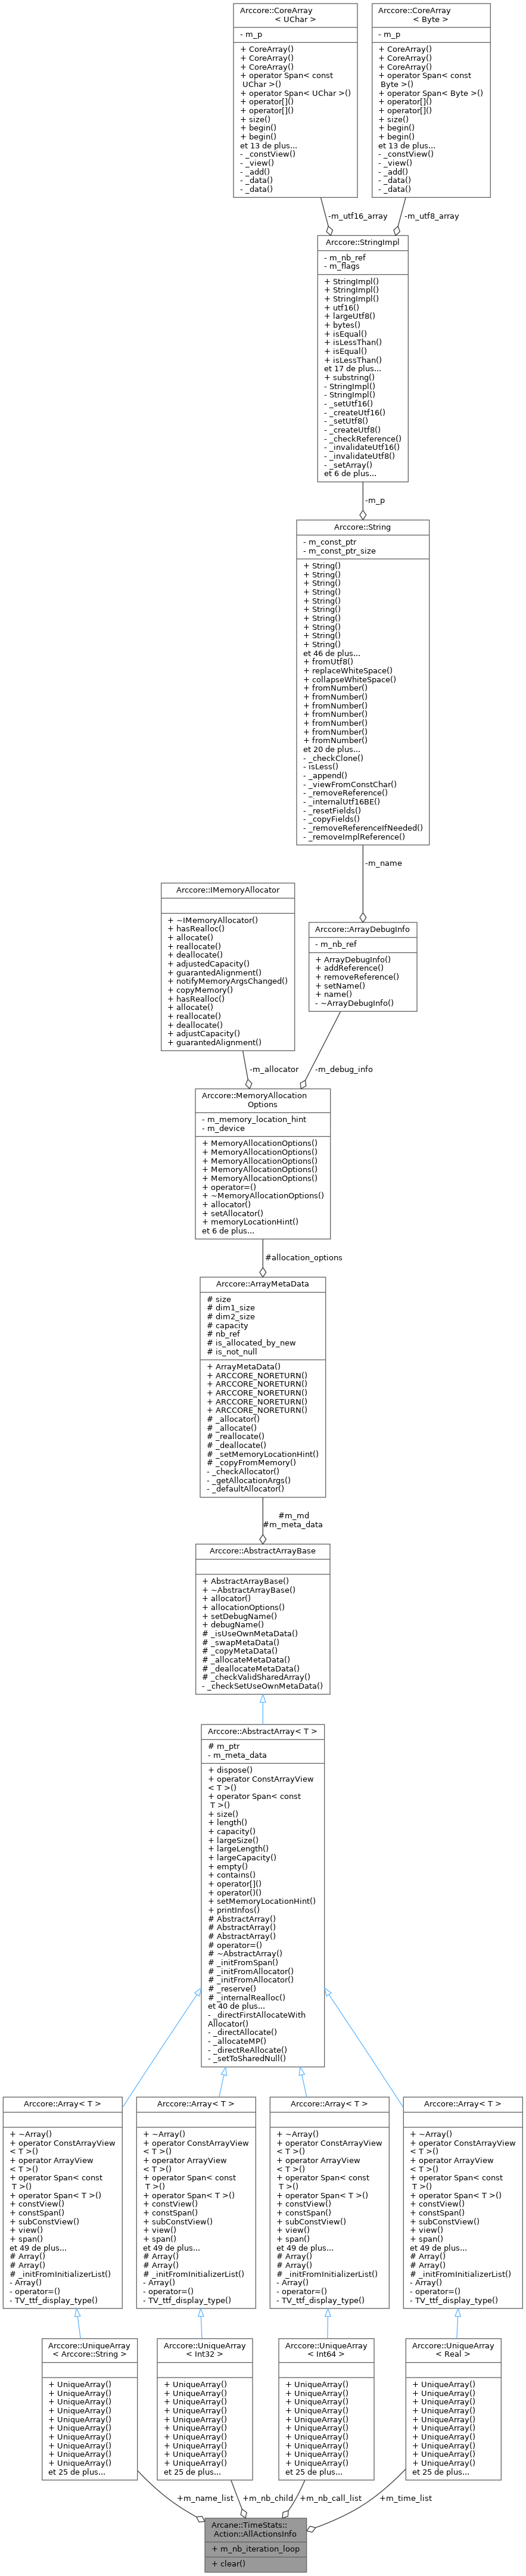 Arccore::CoreArray
< UChar >
- m_p
+ CoreArray()
+ CoreArray()
+ CoreArray()
+ operator Span< const
UChar >()
+ operator Span< UChar >()
+ operator[]()
+ operator[]()
+ size()
+ begin()
+ begin()
et 13 de plus...
- _constView()
- _view()
- _add()
- _data()
- _data()
Arccore::CoreArray
< Byte >
- m_p
+ CoreArray()
+ CoreArray()
+ CoreArray()
+ operator Span< const
Byte >()
+ operator Span< Byte >()
+ operator[]()
+ operator[]()
+ size()
+ begin()
+ begin()
et 13 de plus...
- _constView()
- _view()
- _add()
- _data()
- _data()
-m_utf16_array
-m_utf8_array
Arccore::StringImpl
- m_nb_ref
- m_flags
+ StringImpl()
+ StringImpl()
+ StringImpl()
+ utf16()
+ largeUtf8()
+ bytes()
+ isEqual()
+ isLessThan()
+ isEqual()
+ isLessThan()
et 17 de plus...
+ substring()
- StringImpl()
- StringImpl()
- _setUtf16()
- _createUtf16()
- _setUtf8()
- _createUtf8()
- _checkReference()
- _invalidateUtf16()
- _invalidateUtf8()
- _setArray()
et 6 de plus...
-m_p
Arccore::String
- m_const_ptr
- m_const_ptr_size
+ String()
+ String()
+ String()
+ String()
+ String()
+ String()
+ String()
+ String()
+ String()
+ String()
et 46 de plus...
+ fromUtf8()
+ replaceWhiteSpace()
+ collapseWhiteSpace()
+ fromNumber()
+ fromNumber()
+ fromNumber()
+ fromNumber()
+ fromNumber()
+ fromNumber()
+ fromNumber()
et 20 de plus...
- _checkClone()
- isLess()
- _append()
- _viewFromConstChar()
- _removeReference()
- _internalUtf16BE()
- _resetFields()
- _copyFields()
- _removeReferenceIfNeeded()
- _removeImplReference()
-m_name
Arccore::IMemoryAllocator
+ ~IMemoryAllocator()
+ hasRealloc()
+ allocate()
+ reallocate()
+ deallocate()
+ adjustedCapacity()
+ guarantedAlignment()
+ notifyMemoryArgsChanged()
+ copyMemory()
+ hasRealloc()
+ allocate()
+ reallocate()
+ deallocate()
+ adjustCapacity()
+ guarantedAlignment()
Arccore::ArrayDebugInfo
- m_nb_ref
+ ArrayDebugInfo()
+ addReference()
+ removeReference()
+ setName()
+ name()
- ~ArrayDebugInfo()
-m_allocator
-m_debug_info
Arccore::MemoryAllocation
Options
- m_memory_location_hint
- m_device
+ MemoryAllocationOptions()
+ MemoryAllocationOptions()
+ MemoryAllocationOptions()
+ MemoryAllocationOptions()
+ MemoryAllocationOptions()
+ operator=()
+ ~MemoryAllocationOptions()
+ allocator()
+ setAllocator()
+ memoryLocationHint()
et 6 de plus...
#allocation_options
Arccore::ArrayMetaData
# size
# dim1_size
# dim2_size
# capacity
# nb_ref
# is_allocated_by_new
# is_not_null
+ ArrayMetaData()
+ ARCCORE_NORETURN()
+ ARCCORE_NORETURN()
+ ARCCORE_NORETURN()
+ ARCCORE_NORETURN()
+ ARCCORE_NORETURN()
# _allocator()
# _allocate()
# _reallocate()
# _deallocate()
# _setMemoryLocationHint()
# _copyFromMemory()
- _checkAllocator()
- _getAllocationArgs()
- _defaultAllocator()
#m_md
#m_meta_data
Arccore::AbstractArrayBase
+ AbstractArrayBase()
+ ~AbstractArrayBase()
+ allocator()
+ allocationOptions()
+ setDebugName()
+ debugName()
# _isUseOwnMetaData()
# _swapMetaData()
# _copyMetaData()
# _allocateMetaData()
# _deallocateMetaData()
# _checkValidSharedArray()
- _checkSetUseOwnMetaData()
Arccore::AbstractArray< T >
# m_ptr
- m_meta_data
+ dispose()
+ operator ConstArrayView
< T >()
+ operator Span< const
T >()
+ size()
+ length()
+ capacity()
+ largeSize()
+ largeLength()
+ largeCapacity()
+ empty()
+ contains()
+ operator[]()
+ operator()()
+ setMemoryLocationHint()
+ printInfos()
# AbstractArray()
# AbstractArray()
# AbstractArray()
# operator=()
# ~AbstractArray()
# _initFromSpan()
# _initFromAllocator()
# _initFromAllocator()
# _reserve()
# _internalRealloc()
et 40 de plus...
- _directFirstAllocateWith
Allocator()
- _directAllocate()
- _allocateMP()
- _directReAllocate()
- _setToSharedNull()
Arccore::Array< T >
+ ~Array()
+ operator ConstArrayView
< T >()
+ operator ArrayView
< T >()
+ operator Span< const
T >()
+ operator Span< T >()
+ constView()
+ constSpan()
+ subConstView()
+ view()
+ span()
et 49 de plus...
# Array()
# Array()
# _initFromInitializerList()
- Array()
- operator=()
- TV_ttf_display_type()
Arccore::Array< T >
+ ~Array()
+ operator ConstArrayView
< T >()
+ operator ArrayView
< T >()
+ operator Span< const
T >()
+ operator Span< T >()
+ constView()
+ constSpan()
+ subConstView()
+ view()
+ span()
et 49 de plus...
# Array()
# Array()
# _initFromInitializerList()
- Array()
- operator=()
- TV_ttf_display_type()
Arccore::Array< T >
+ ~Array()
+ operator ConstArrayView
< T >()
+ operator ArrayView
< T >()
+ operator Span< const
T >()
+ operator Span< T >()
+ constView()
+ constSpan()
+ subConstView()
+ view()
+ span()
et 49 de plus...
# Array()
# Array()
# _initFromInitializerList()
- Array()
- operator=()
- TV_ttf_display_type()
Arccore::Array< T >
+ ~Array()
+ operator ConstArrayView
< T >()
+ operator ArrayView
< T >()
+ operator Span< const
T >()
+ operator Span< T >()
+ constView()
+ constSpan()
+ subConstView()
+ view()
+ span()
et 49 de plus...
# Array()
# Array()
# _initFromInitializerList()
- Array()
- operator=()
- TV_ttf_display_type()
Arccore::UniqueArray
< Arccore::String >
+ UniqueArray()
+ UniqueArray()
+ UniqueArray()
+ UniqueArray()
+ UniqueArray()
+ UniqueArray()
+ UniqueArray()
+ UniqueArray()
+ UniqueArray()
+ UniqueArray()
et 25 de plus...
Arccore::UniqueArray
< Int32 >
+ UniqueArray()
+ UniqueArray()
+ UniqueArray()
+ UniqueArray()
+ UniqueArray()
+ UniqueArray()
+ UniqueArray()
+ UniqueArray()
+ UniqueArray()
+ UniqueArray()
et 25 de plus...
Arccore::UniqueArray
< Int64 >
+ UniqueArray()
+ UniqueArray()
+ UniqueArray()
+ UniqueArray()
+ UniqueArray()
+ UniqueArray()
+ UniqueArray()
+ UniqueArray()
+ UniqueArray()
+ UniqueArray()
et 25 de plus...
Arccore::UniqueArray
< Real >
+ UniqueArray()
+ UniqueArray()
+ UniqueArray()
+ UniqueArray()
+ UniqueArray()
+ UniqueArray()
+ UniqueArray()
+ UniqueArray()
+ UniqueArray()
+ UniqueArray()
et 25 de plus...
+m_name_list
+m_nb_child
+m_nb_call_list
+m_time_list
Arcane::TimeStats::
Action::AllActionsInfo
+ m_nb_iteration_loop
+ clear()